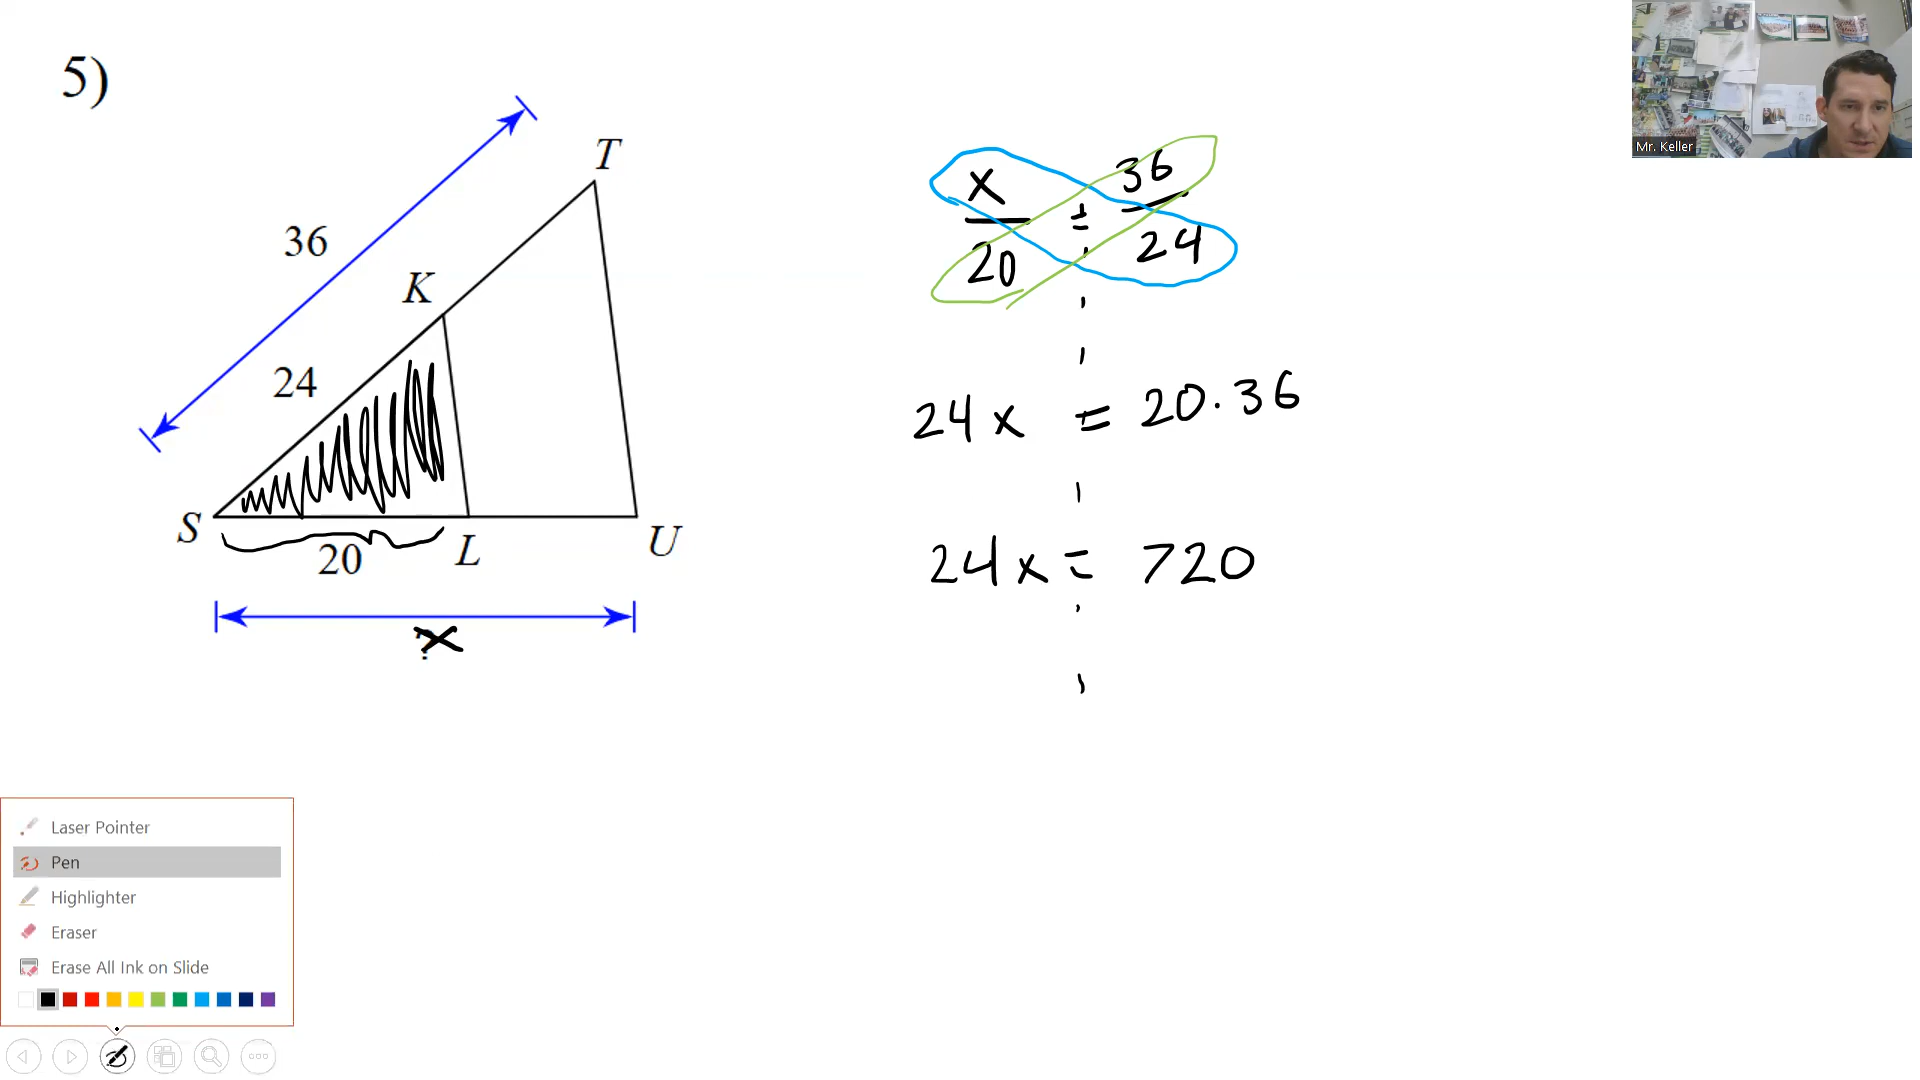 5)
T
36
K
24
S
20
L
U
x
x/20 = 36/24
24x = 20·36
24x = 720
Mr. Keller
Laser Pointer
Pen
Highlighter
Eraser
Erase All Ink on Slide